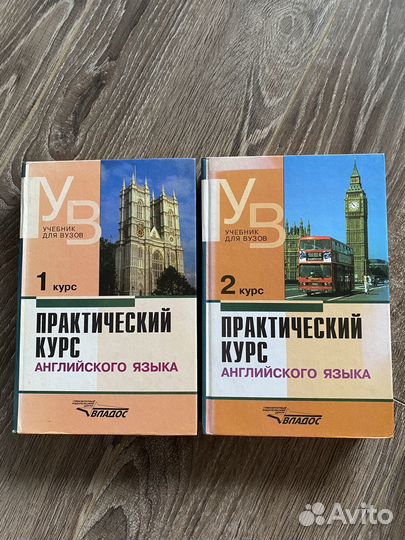 УВ
УЧЕБНИК
ДЛЯ ВУЗОВ
1 курс
ПРАКТИЧЕСКИЙ
КУРС
АНГЛИЙСКОГО ЯЗЫКА
ВЛАДОС
УВ
УЧЕБНИК
ДЛЯ ВУЗОВ
2 курс
ПРАКТИЧЕСКИЙ
КУРС
АНГЛИЙСКОГО ЯЗЫКА
ВЛАДОС
Avito